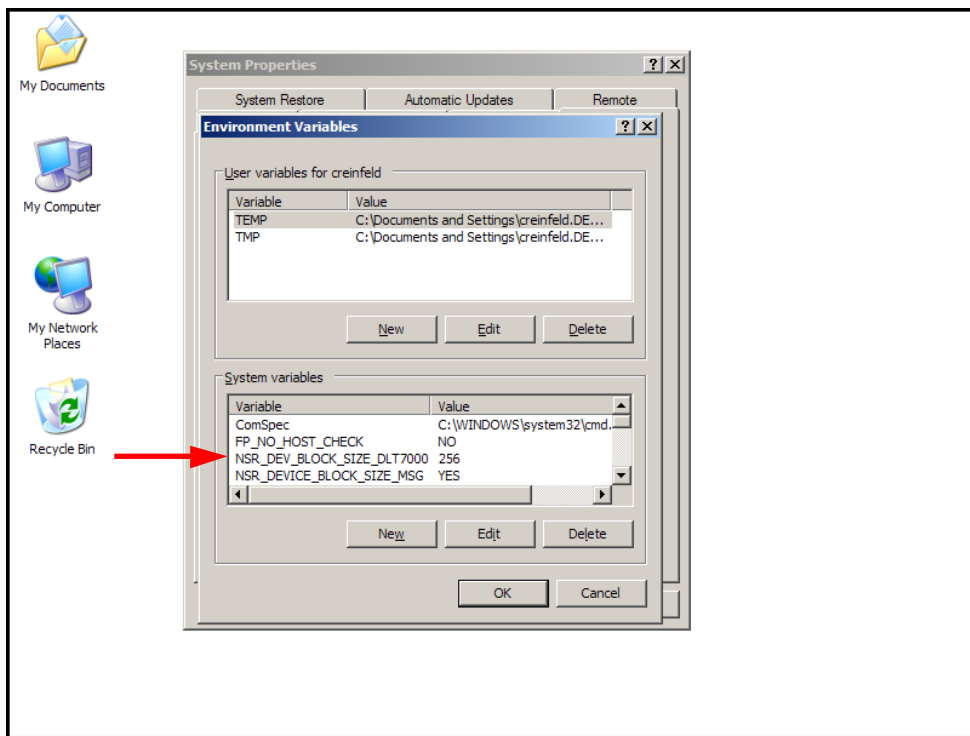 My Documents
My Computer
My Network
Places
Recycle Bin
System Properties
System Restore Automatic Updates Remote
Environment Variables
User variables for creinfeld
Variable Value
TEMP C:\Documents and Settings\creinfeld.DE...
TMP C:\Documents and Settings\creinfeld.DE...
New Edit Delete
System variables
Variable Value
ComSpec C:\WINDOWS\system32\cmd.
FP_NO_HOST_CHECK NO
NSR_DEV_BLOCK_SIZE_DLT7000 256
NSR_DEVICE_BLOCK_SIZE_MSG YES
New Edit Delete
OK Cancel